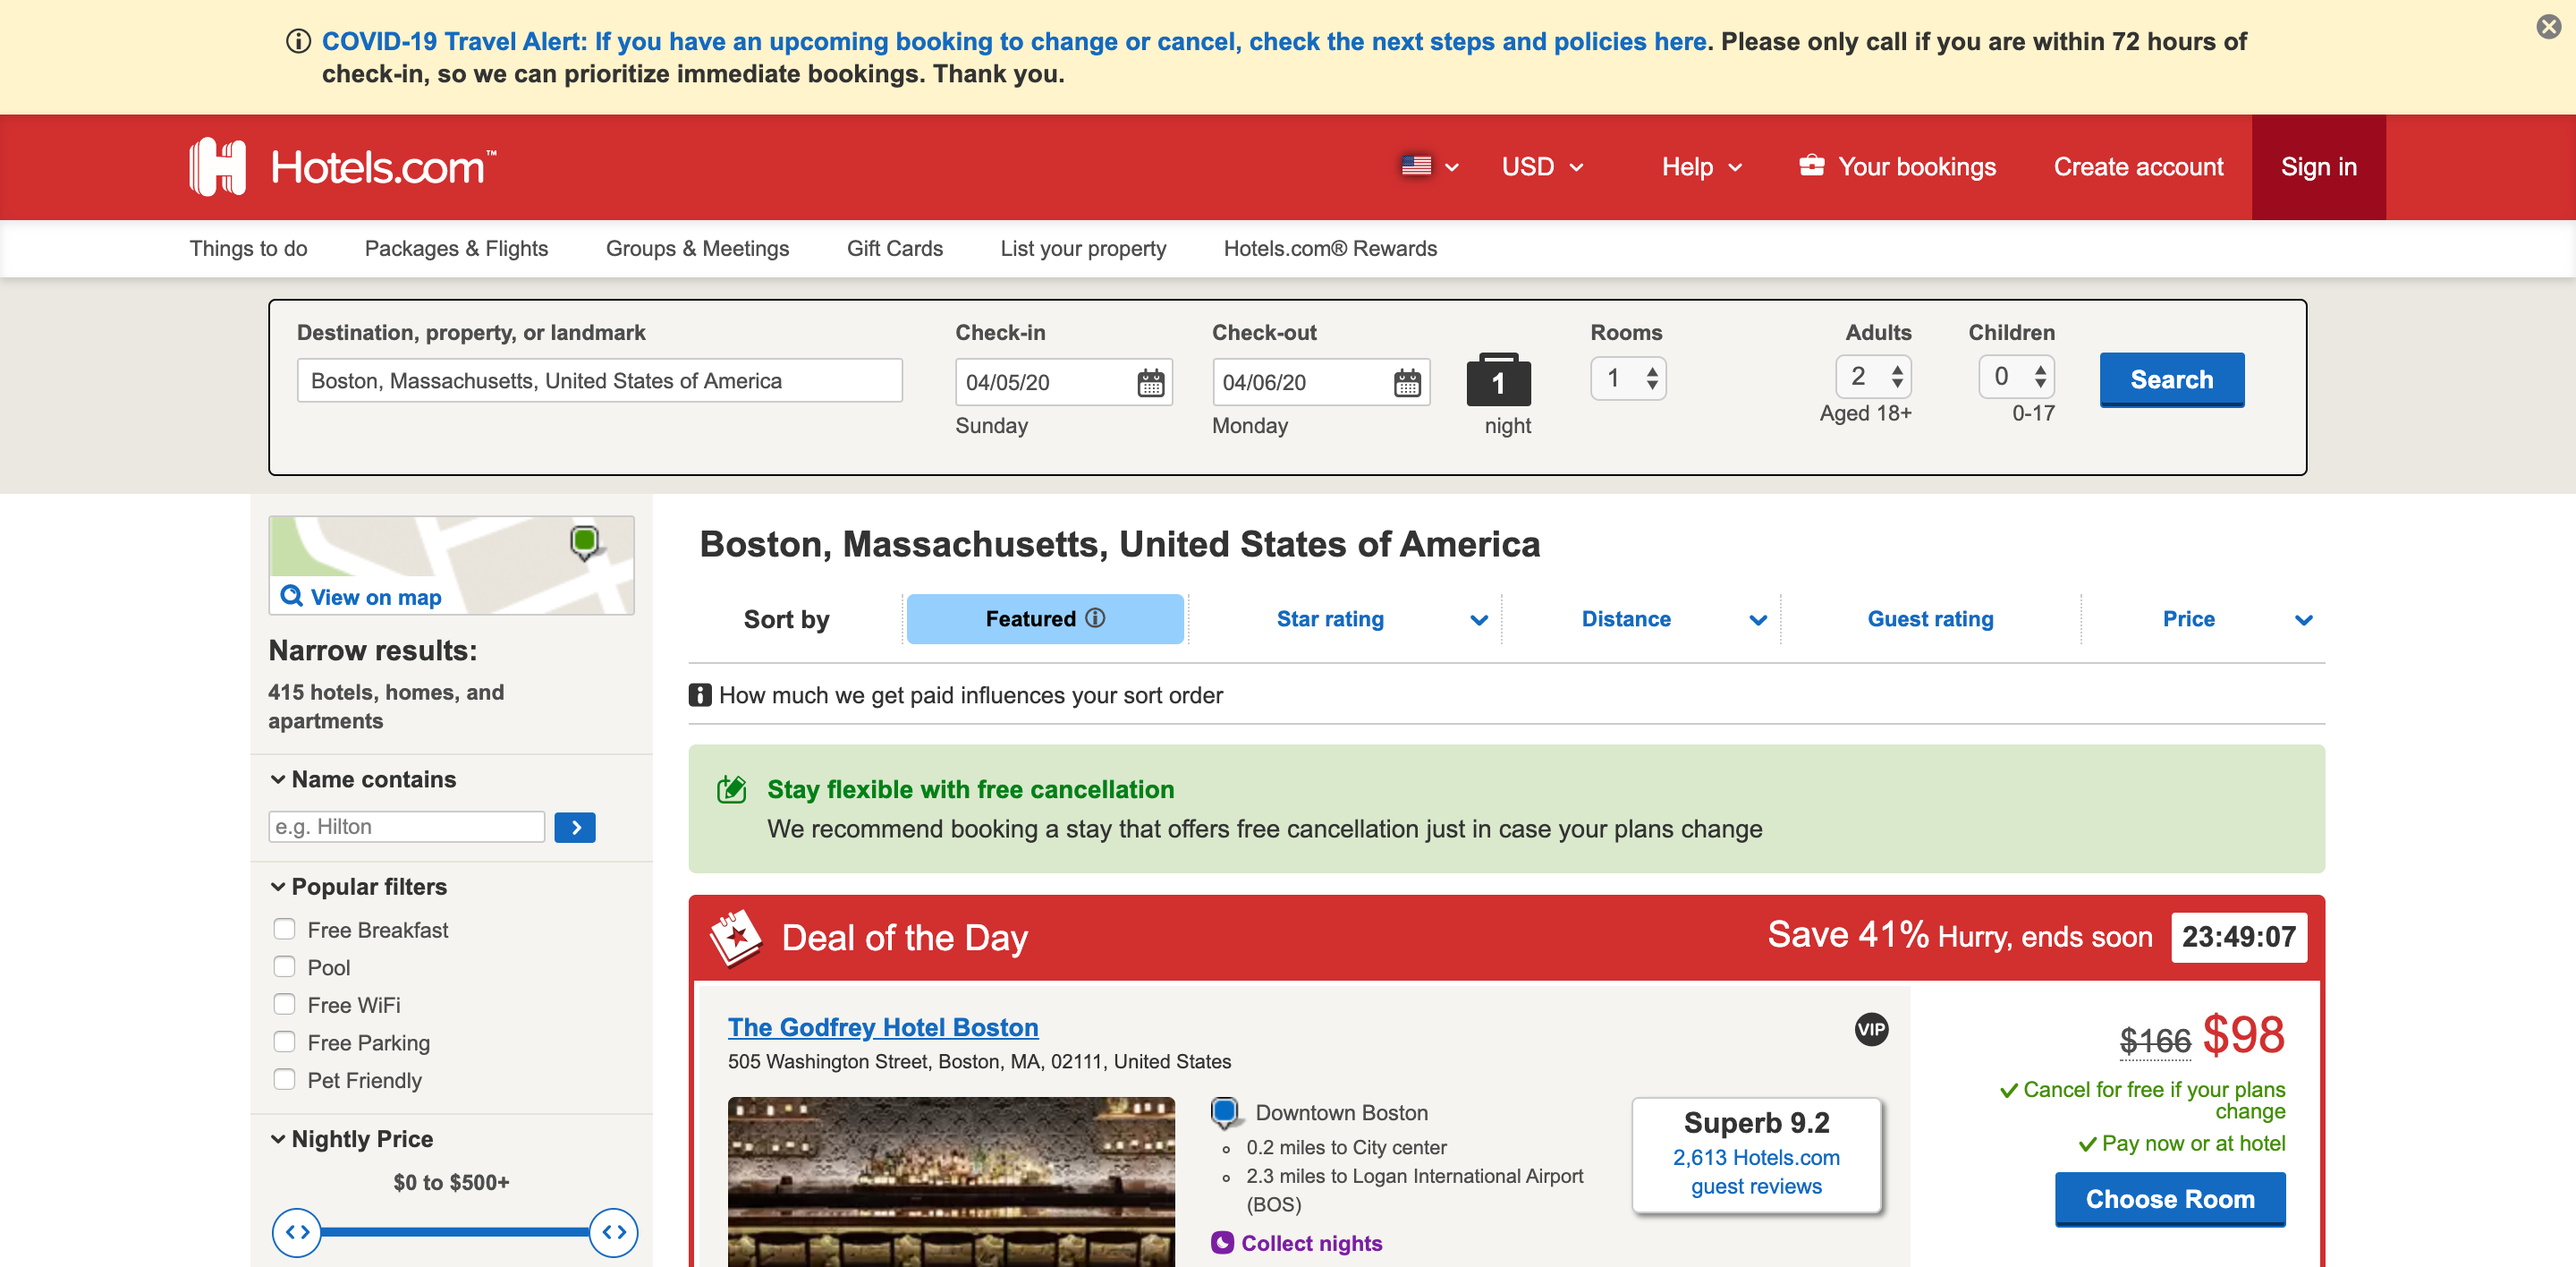 COVID-19 Travel Alert: If you have an upcoming booking to change or cancel, check the next steps and policies here. Please only call if you are within 72 hours of
check-in, so we can prioritize immediate bookings. Thank you.
Hotels.com™
USD
Help
Your bookings
Create account
Sign in
Things to do
Packages & Flights
Groups & Meetings
Gift Cards
List your property
Hotels.com® Rewards
Destination, property, or landmark
Boston, Massachusetts, United States of America
Check-in
04/05/20
Sunday
Check-out
04/06/20
Monday
1
night
Rooms
1
Adults
2
Aged 18+
Children
0
0-17
Search
View on map
Narrow results:
415 hotels, homes, and
apartments
Name contains
e.g. Hilton
Popular filters
Free Breakfast
Pool
Free WiFi
Free Parking
Pet Friendly
Nightly Price
$0 to $500+
Boston, Massachusetts, United States of America
Sort by
Featured
Star rating
Distance
Guest rating
Price
How much we get paid influences your sort order
Stay flexible with free cancellation
We recommend booking a stay that offers free cancellation just in case your plans change
Deal of the Day
Save 41% Hurry, ends soon
23:49:07
The Godfrey Hotel Boston
505 Washington Street, Boston, MA, 02111, United States
VIP
Downtown Boston
0.2 miles to City center
2.3 miles to Logan International Airport
(BOS)
Collect nights
Superb 9.2
2,613 Hotels.com
guest reviews
$166 $98
Cancel for free if your plans
change
Pay now or at hotel
Choose Room